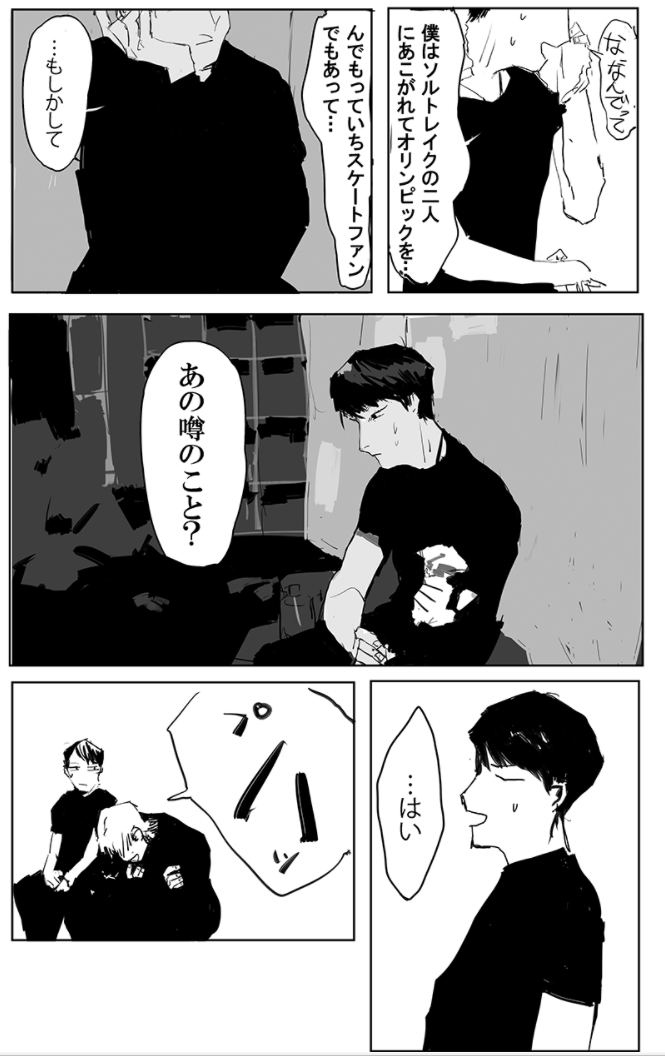 ななんでって
僕はソルトレイクの二人
にあこがれてオリンピックを…
んでもっていちスケートファン
でもあって…
…もしかして
あの噂のこと？
…はい
パッ